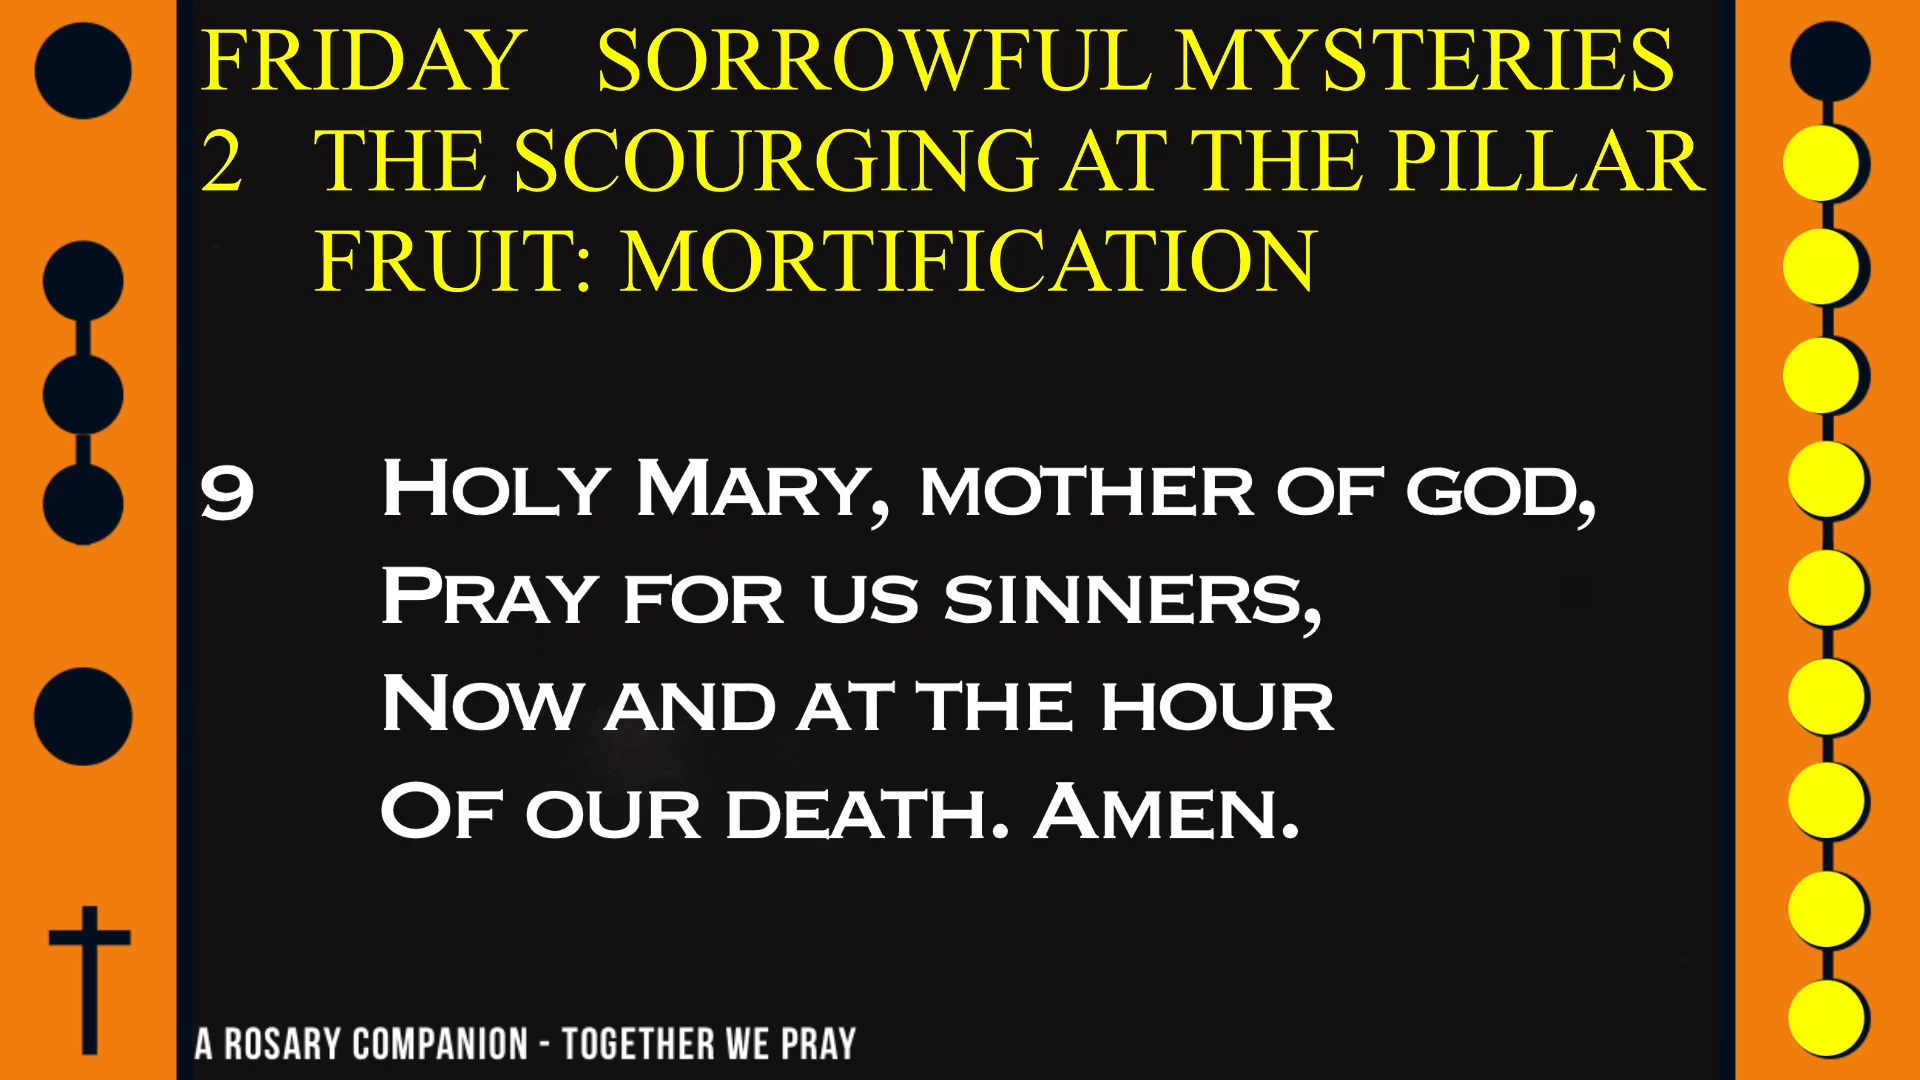 FRIDAY SORROWFUL MYSTERIES
2 THE SCOURGING AT THE PILLAR
FRUIT: MORTIFICATION
9 HOLY MARY, MOTHER OF GOD,
PRAY FOR US SINNERS,
NOW AND AT THE HOUR
OF OUR DEATH. AMEN.
A ROSARY COMPANION - TOGETHER WE PRAY